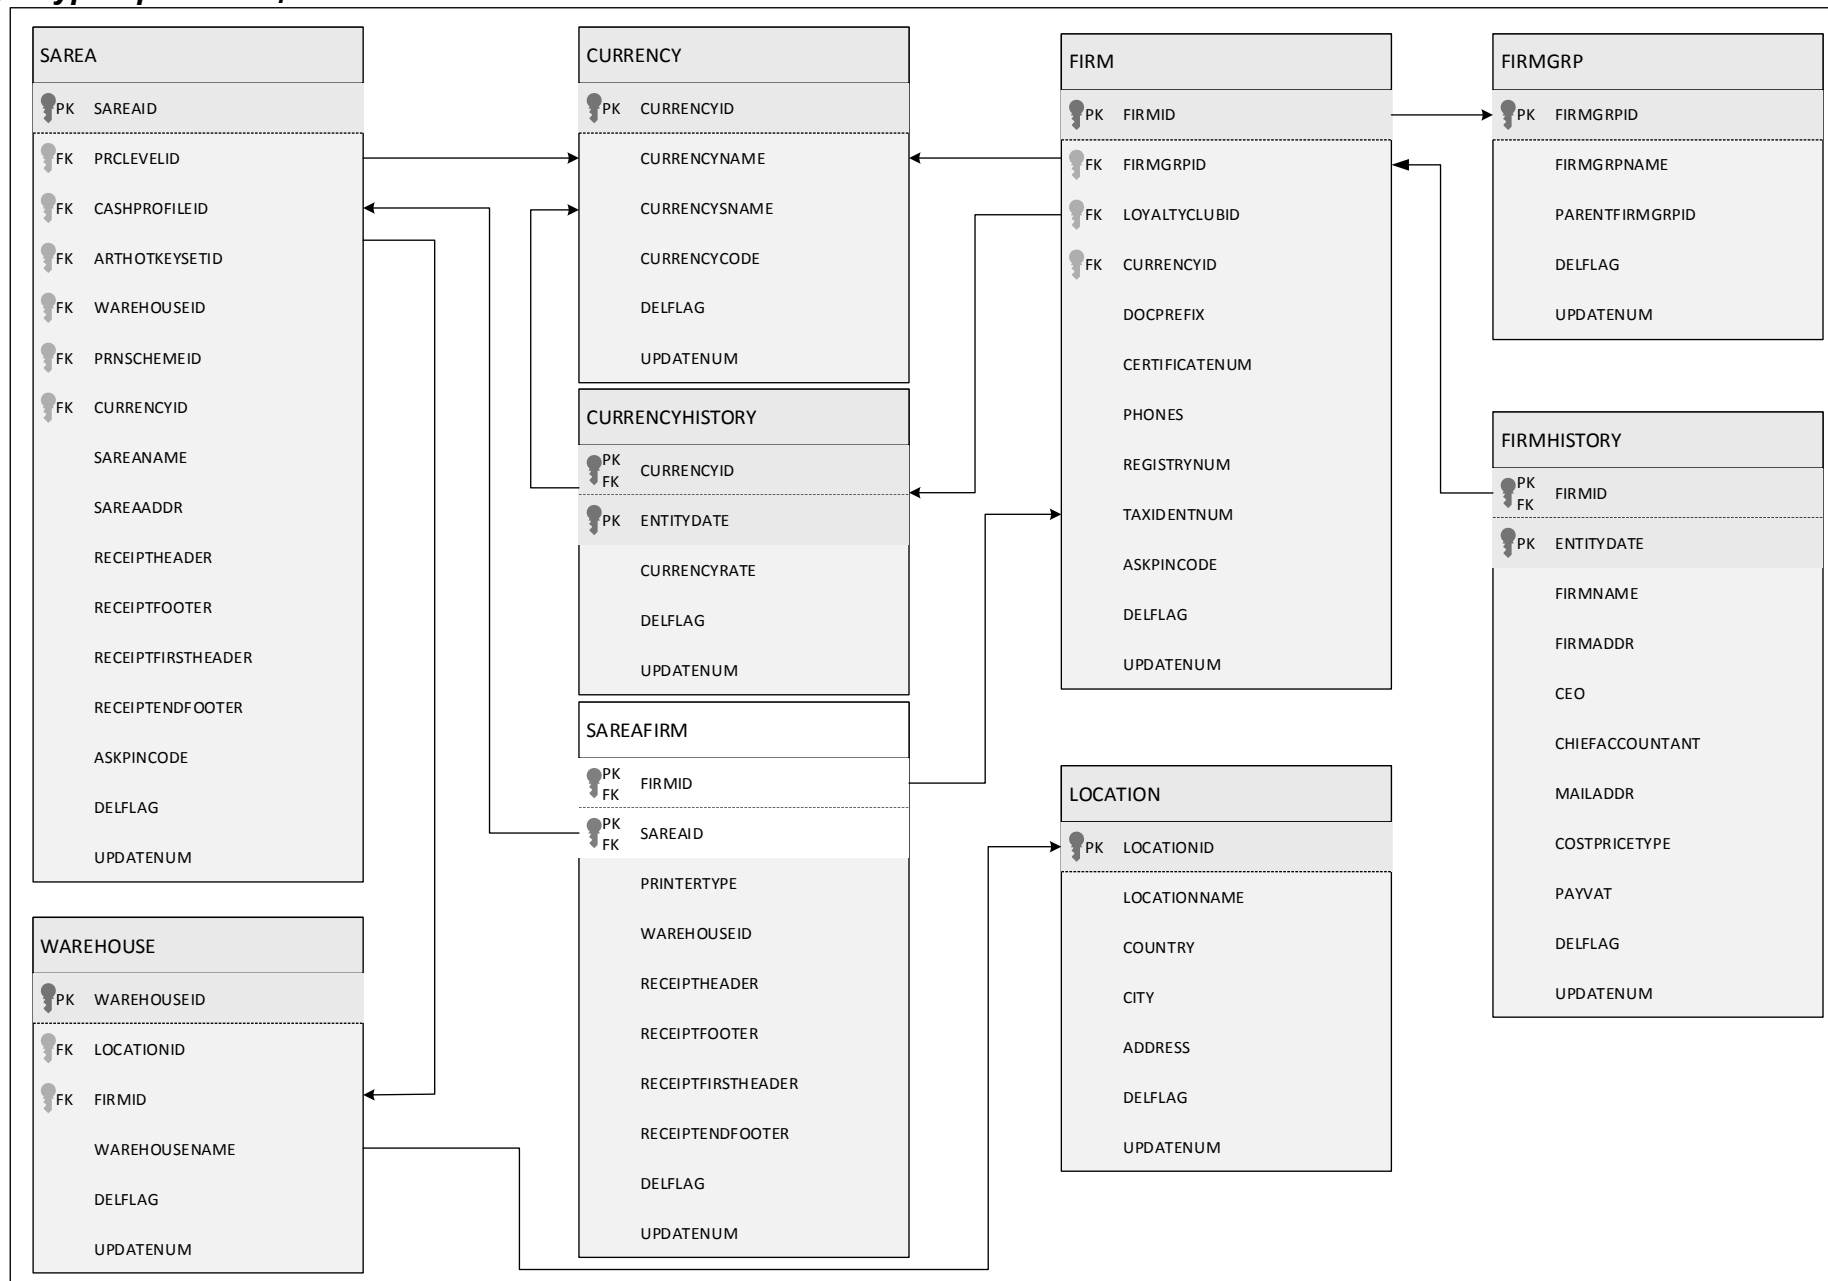 SAREA
PK SAREAID
FK PRCLEVELID
FK CASHPROFILEID
FK ARTHOTKEYSETID
FK WAREHOUSEID
FK PRNSCHEMEID
FK CURRENCYID
SAREANAME
SAREAADDR
RECEIPTHEADER
RECEIPTFOOTER
RECEIPTFIRSTHEADER
RECEIPTENDFOOTER
ASKPINCODE
DELFLAG
UPDATENUM
WAREHOUSE
PK WAREHOUSEID
FK LOCATIONID
FK FIRMID
WAREHOUSENAME
DELFLAG
UPDATENUM
CURRENCY
PK CURRENCYID
CURRENCYNAME
CURRENCYSNAME
CURRENCYCODE
DELFLAG
UPDATENUM
CURRENCYHISTORY
PK FK CURRENCYID
PK ENTITYDATE
CURRENCYRATE
DELFLAG
UPDATENUM
SAREAFIRM
PK FK FIRMID
PK FK SAREAID
PRINTERTYPE
WAREHOUSEID
RECEIPTHEADER
RECEIPTFOOTER
RECEIPTFIRSTHEADER
RECEIPTENDFOOTER
DELFLAG
UPDATENUM
FIRM
PK FIRMID
FK FIRMGRPID
FK LOYALTYCLUBID
FK CURRENCYID
DOCPREFIX
CERTIFICATENUM
PHONES
REGISTRYNUM
TAXIDENTNUM
ASKPINCODE
DELFLAG
UPDATENUM
LOCATION
PK LOCATIONID
LOCATIONNAME
COUNTRY
CITY
ADDRESS
DELFLAG
UPDATENUM
FIRMGRP
PK FIRMGRPID
FIRMGRPNAME
PARENTFIRMGRPID
DELFLAG
UPDATENUM
FIRMHISTORY
PK FK FIRMID
PK ENTITYDATE
FIRMNAME
FIRMADDR
CEO
CHIEFACCOUNTANT
MAILADDR
COSTPRICETYPE
PAYVAT
DELFLAG
UPDATENUM